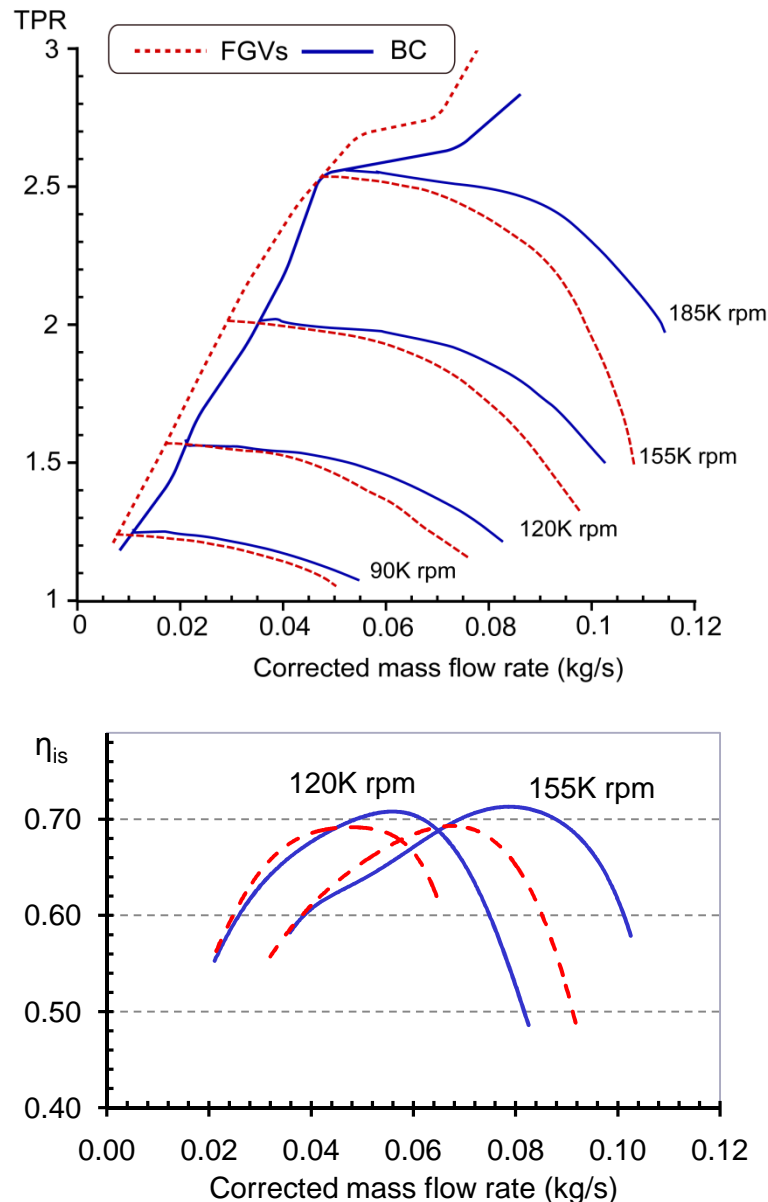 TPR
3
FGVs BC
2.5
2
185K rpm
1.5
155K rpm
120K rpm
90K rpm
1
0 0.02 0.04 0.06 0.08 0.1 0.12
Corrected mass flow rate (kg/s)
ηis
120K rpm 155K rpm
0.70
0.60
0.50
0.40
0.00 0.02 0.04 0.06 0.08 0.10 0.12
Corrected mass flow rate (kg/s)